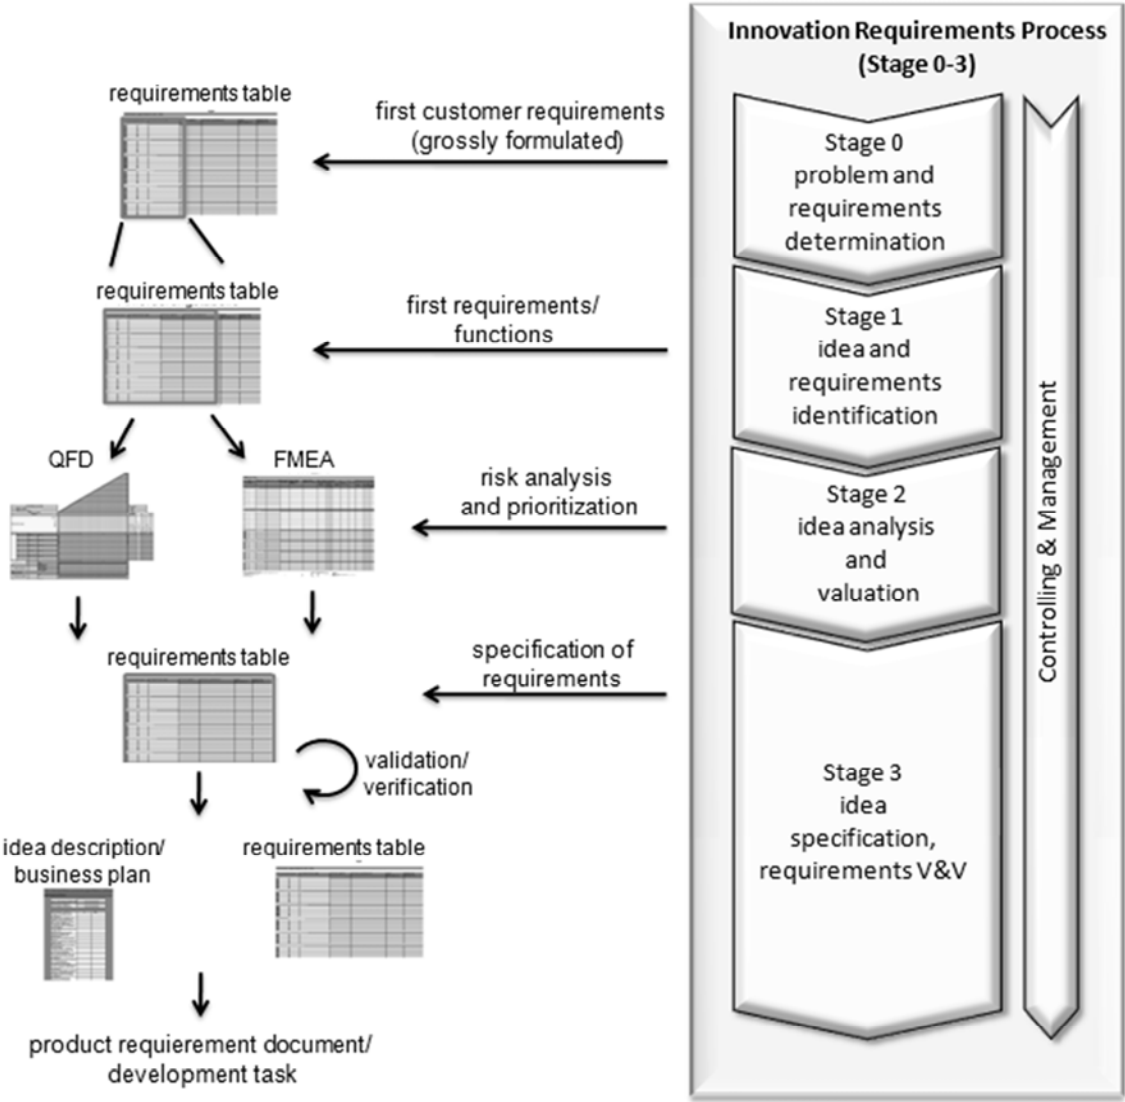 Innovation Requirements Process
(Stage 0-3)
requirements table
first customer requirements
(grossly formulated)
Stage 0
problem and
requirements
determination
requirements table
first requirements/
functions
Stage 1
idea and
requirements
identification
QFD
FMEA
risk analysis
and prioritization
Stage 2
idea analysis
and
valuation
requirements table
specification of
requirements
validation/
verification
Stage 3
idea
specification,
requirements V&V
idea description/
business plan
requirements table
product requierement document/
development task
Controlling & Management